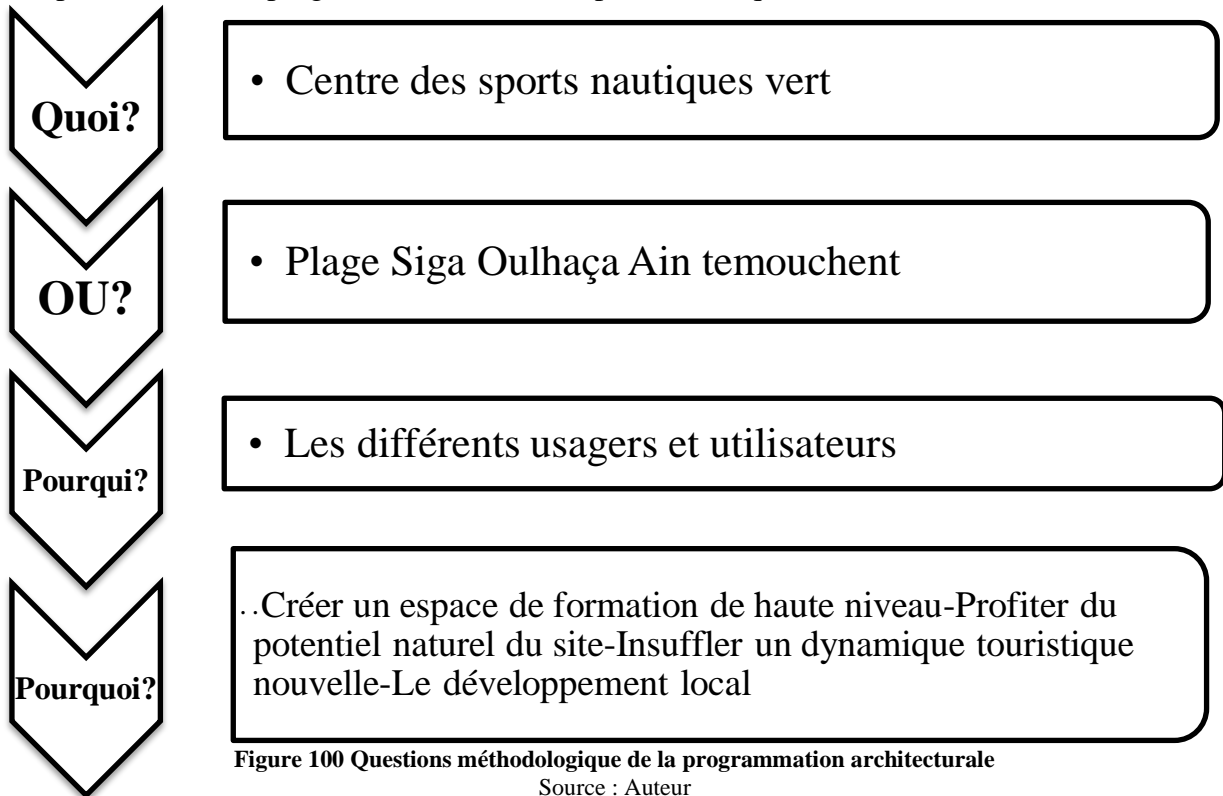 Quoi?
• Centre des sports nautiques vert
OU?
• Plage Siga Oulhaça Ain temouchent
Pourqui?
• Les différents usagers et utilisateurs
Pourquoi?
..Créer un espace de formation de haute niveau-Profiter du
potentiel naturel du site-Insuffler un dynamique touristique
nouvelle-Le développement local
Figure 100 Questions méthodologique de la programmation architecturale
Source : Auteur